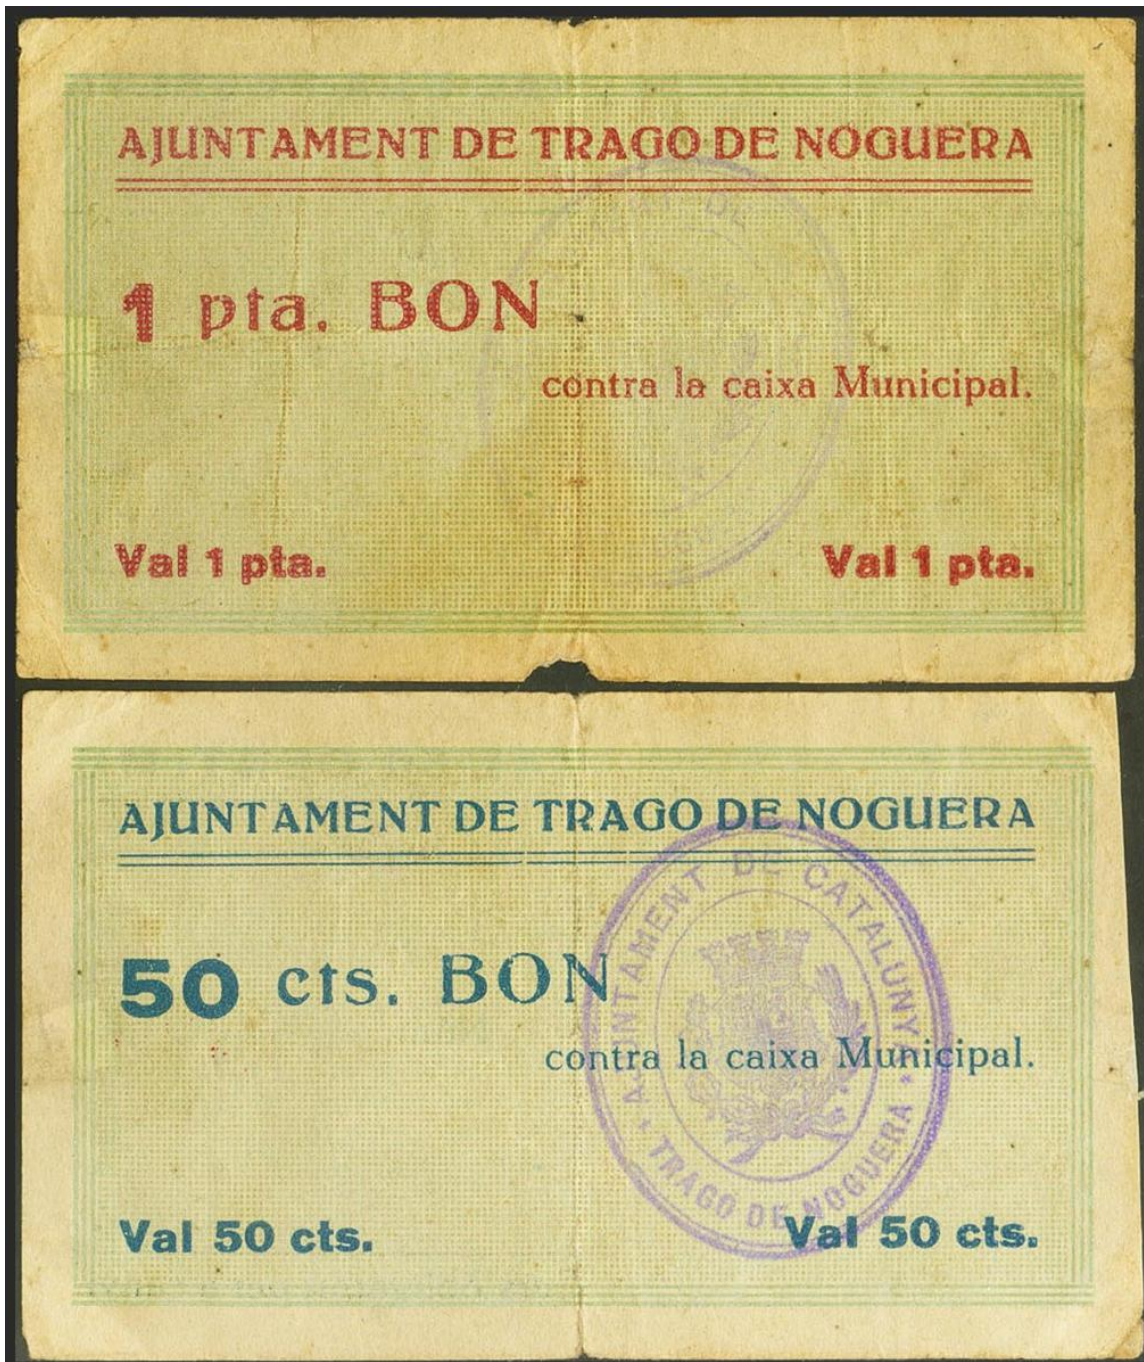 AJUNTAMENT DE TRAGO DE NOGUERA
1 pta. BON
contra la caixa Municipal.
Val 1 pta.
Val 1 pta.
DE
AJUNTAMENT DE TRAGO DE NOGUERA
50 cts. BON
contra la caixa Municipal.
Val 50 cts.
Val 50 cts.
AJUNTAMENT DE CATALUNYA
* TRAGO DE NOGUERA *